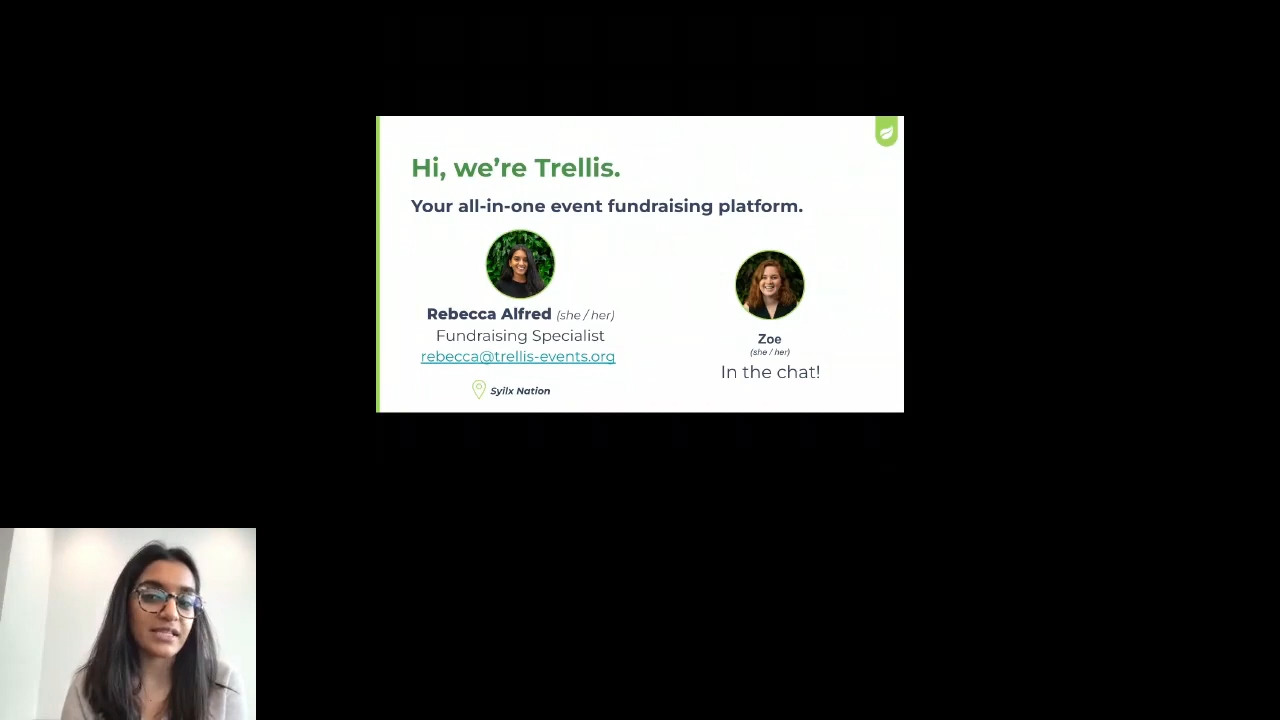 Hi, we're Trellis.
Your all-in-one event fundraising platform.
Rebecca Alfred (she / her)
Fundraising Specialist
rebecca@trellis-events.org
Syilx Nation
Zoe
(she / her)
In the chat!